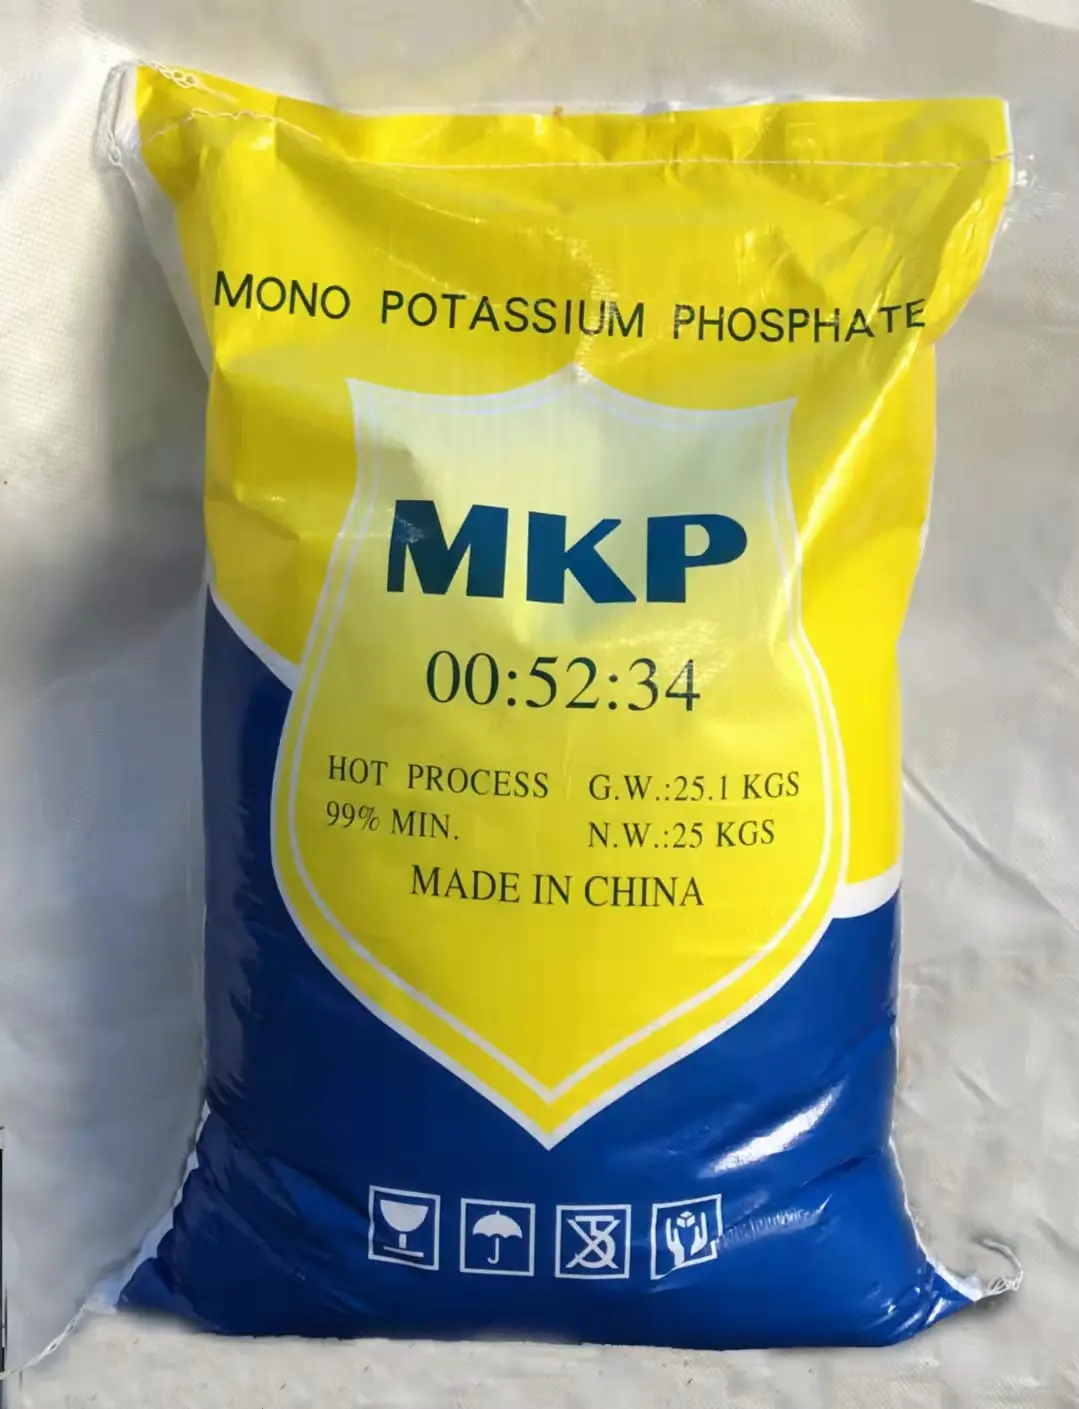 MONO POTASSIUM PHOSPHATE
MKP
00:52:34
HOT PROCESS G.W.:25.1 KGS
99% MIN. N.W.:25 KGS
MADE IN CHINA